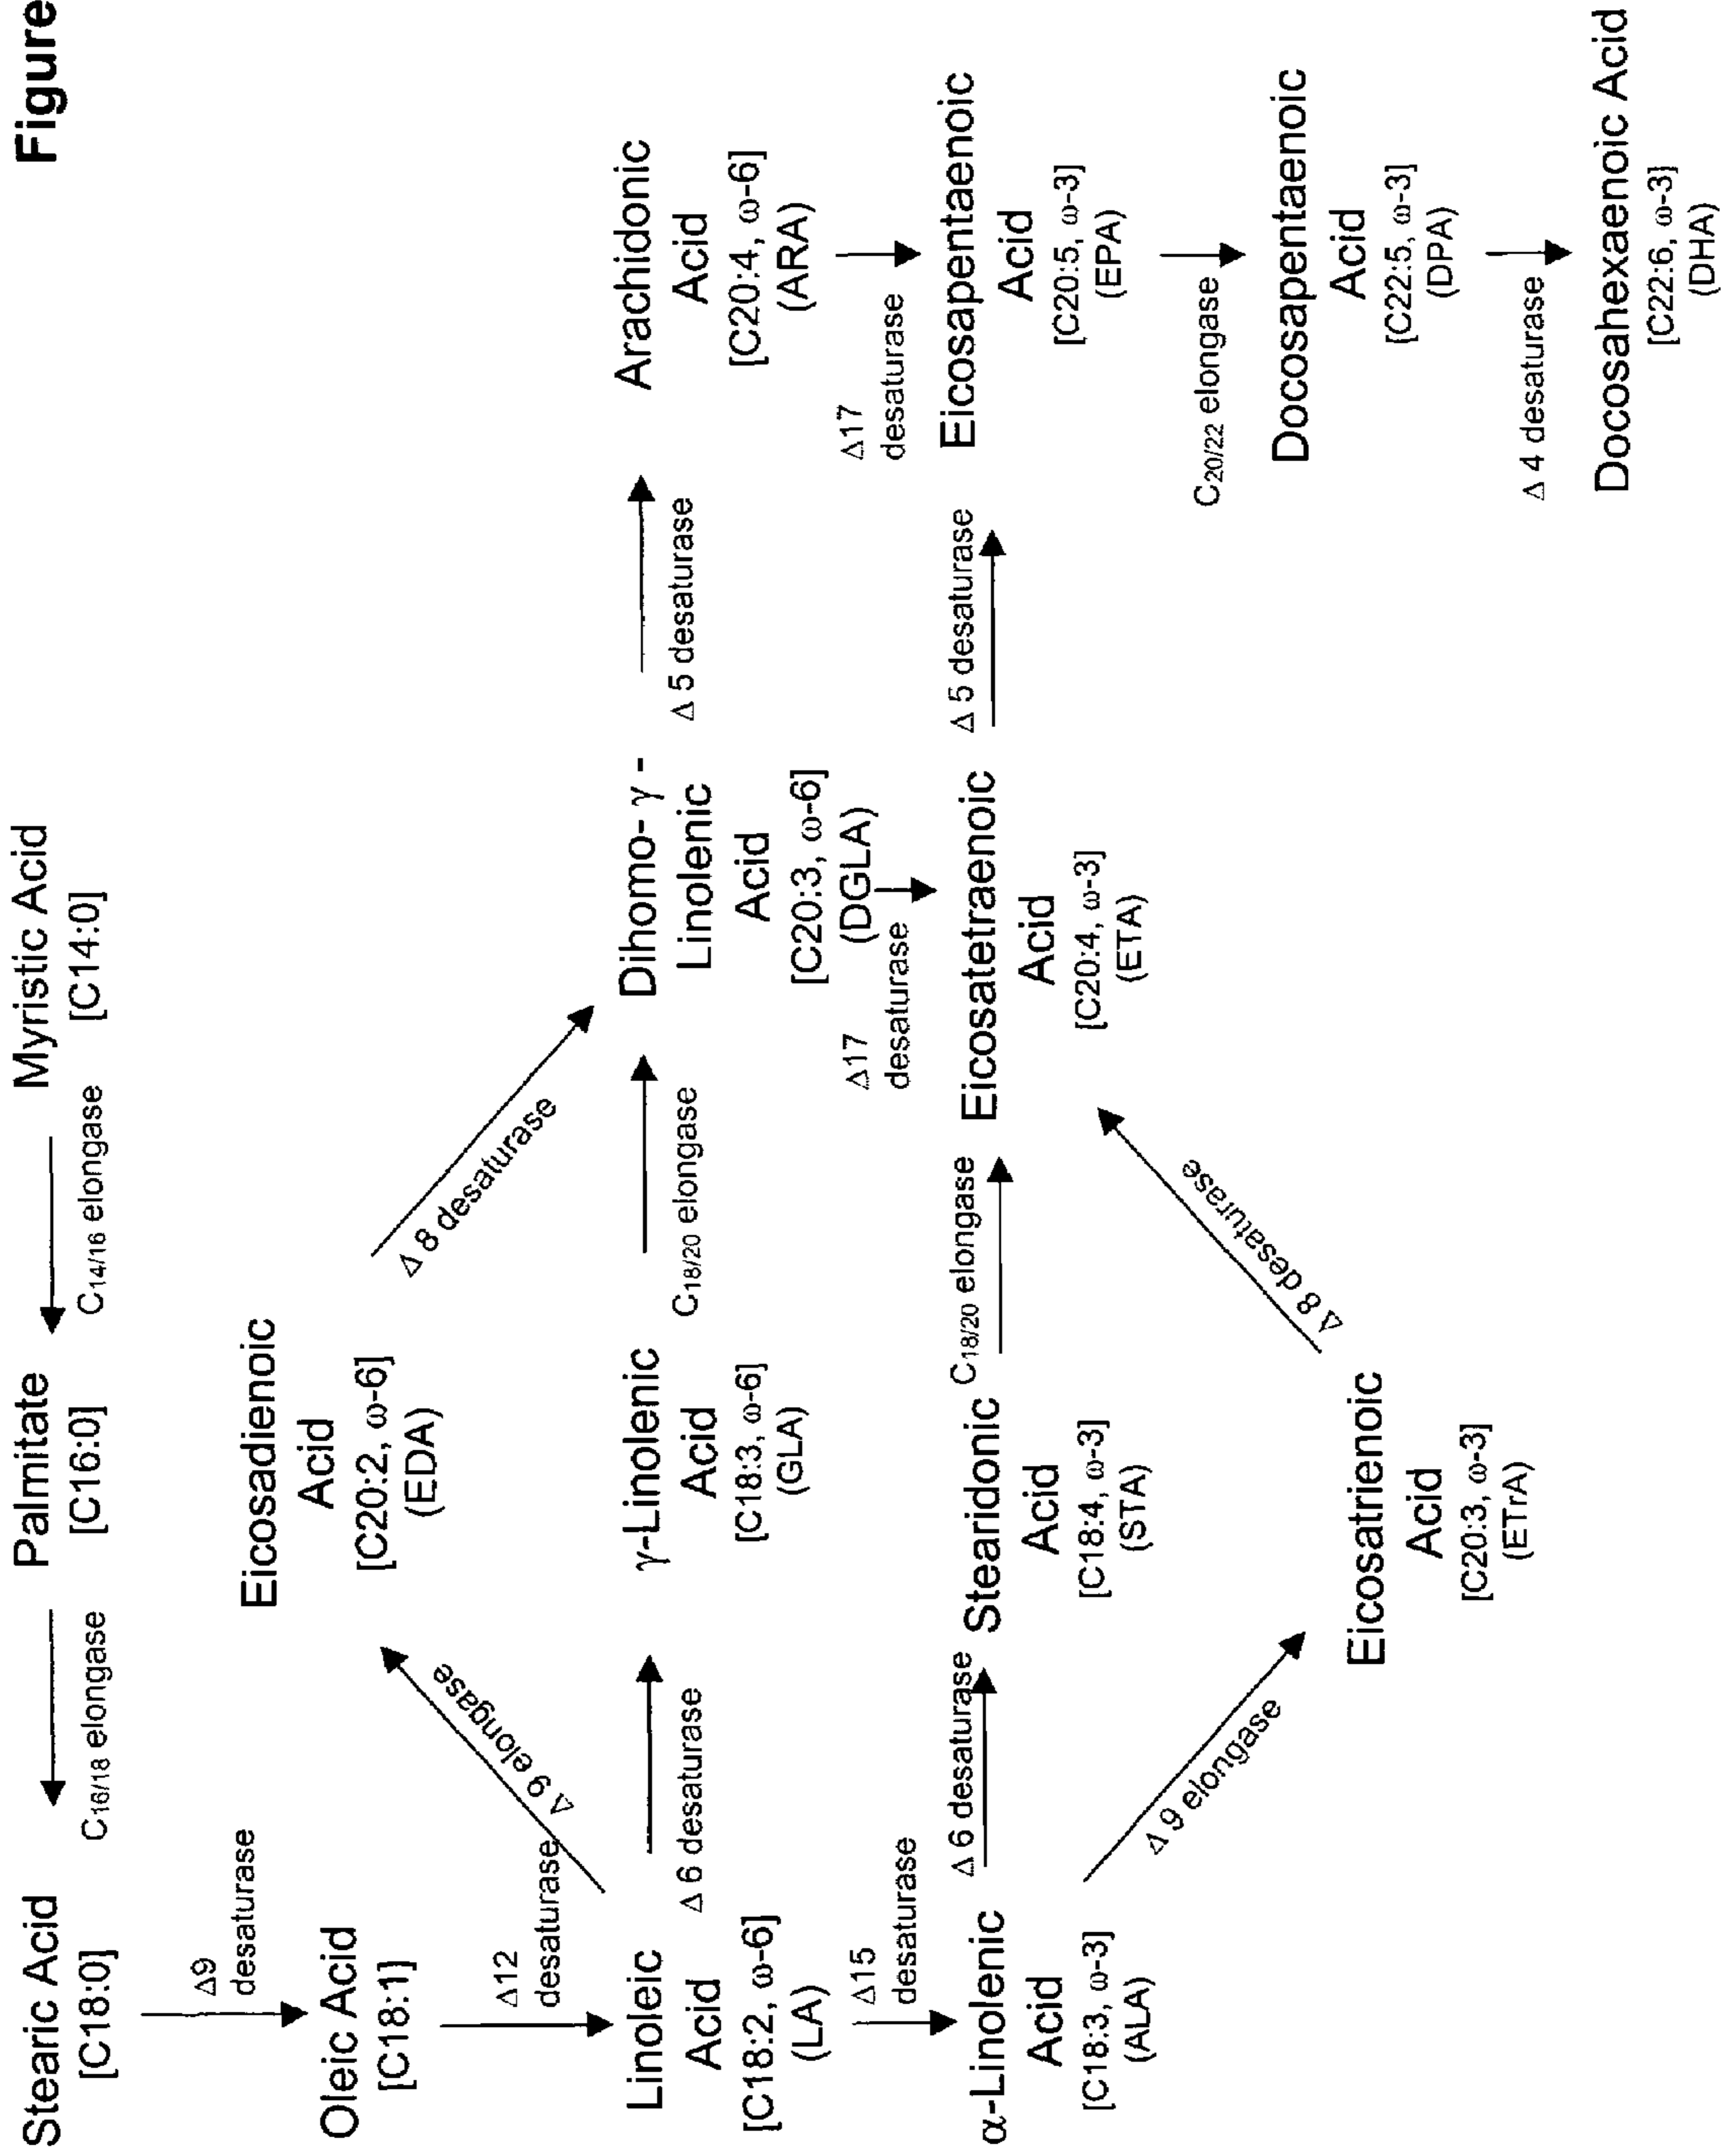 Figure
Myristic Acid
[C14:0]
C14/16 elongase
Palmitate
[C16:0]
C16/18 elongase
Stearic Acid
[C18:0]
Δ9
desaturase
Oleic Acid
[C18:1]
Δ12
desaturase
Linoleic
Acid
[C18:2, ω-6]
(LA)
Δ 9 elongase
Eicosadienoic
Acid
[C20:2, ω-6]
(EDA)
Δ 8 desaturase
Δ 6 desaturase
γ-Linolenic
Acid
[C18:3, ω-6]
(GLA)
C18/20 elongase
Dihomo- γ -
Linolenic
Acid
[C20:3, ω-6]
(DGLA)
Δ 5 desaturase
Arachidonic
Acid
[C20:4, ω-6]
(ARA)
Δ15
desaturase
Δ17
desaturase
Δ17
desaturase
α-Linolenic
Acid
[C18:3, ω-3]
(ALA)
Δ 6 desaturase
Stearidonic
Acid
[C18:4, ω-3]
(STA)
C18/20 elongase
Eicosatetraenoic
Acid
[C20:4, ω-3]
(ETA)
Δ 5 desaturase
Eicosapentaenoic
Acid
[C20:5, ω-3]
(EPA)
Δ 9 elongase
Eicosatrienoic
Acid
[C20:3, ω-3]
(ETrA)
Δ 8 desaturase
C20/22 elongase
Docosapentaenoic
Acid
[C22:5, ω-3]
(DPA)
Δ 4 desaturase
Docosahexaenoic Acid
[C22:6, ω-3]
(DHA)